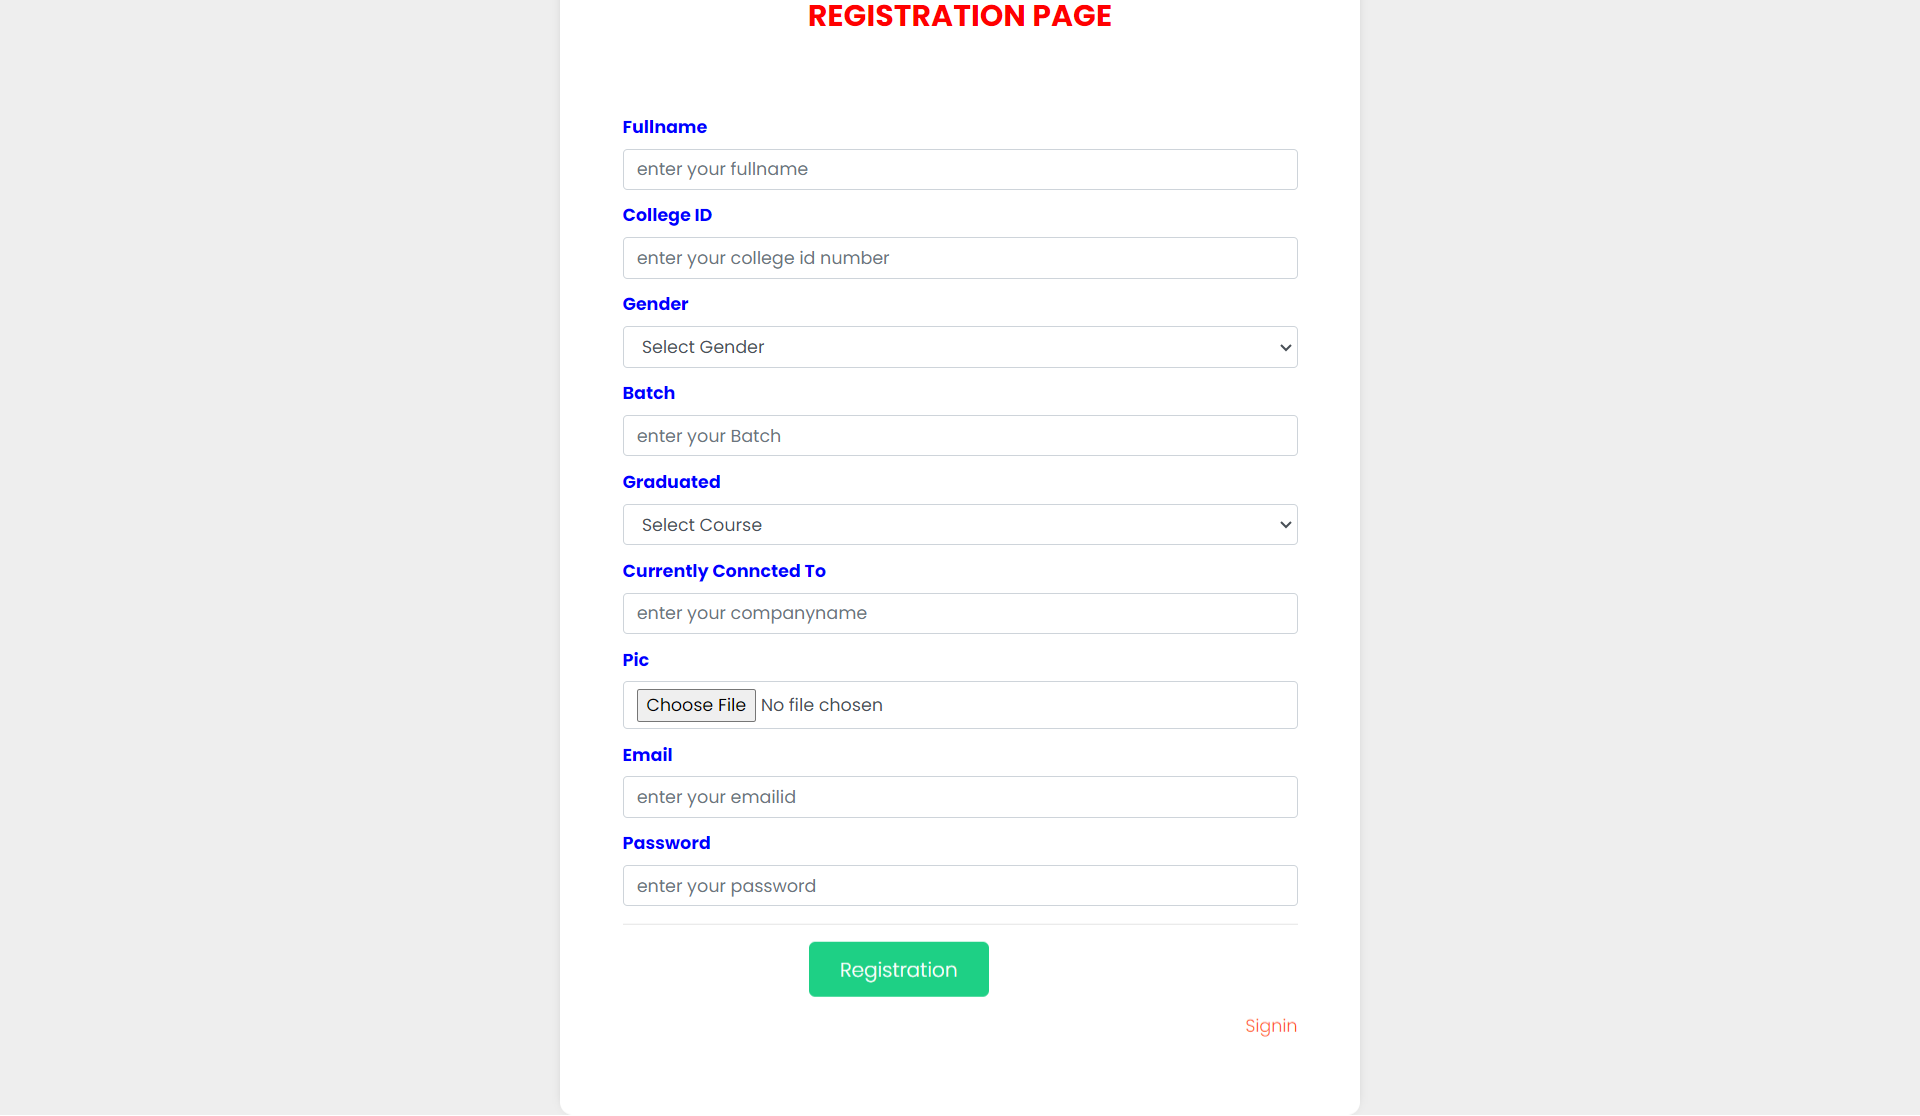 REGISTRATION PAGE
Fullname
enter your fullname
College ID
enter your college id number
Gender
Select Gender
Batch
enter your Batch
Graduated
Select Course
Currently Conncted To
enter your companyname
Pic
Choose File No file chosen
Email
enter your emailid
Password
enter your password
Registration
Signin